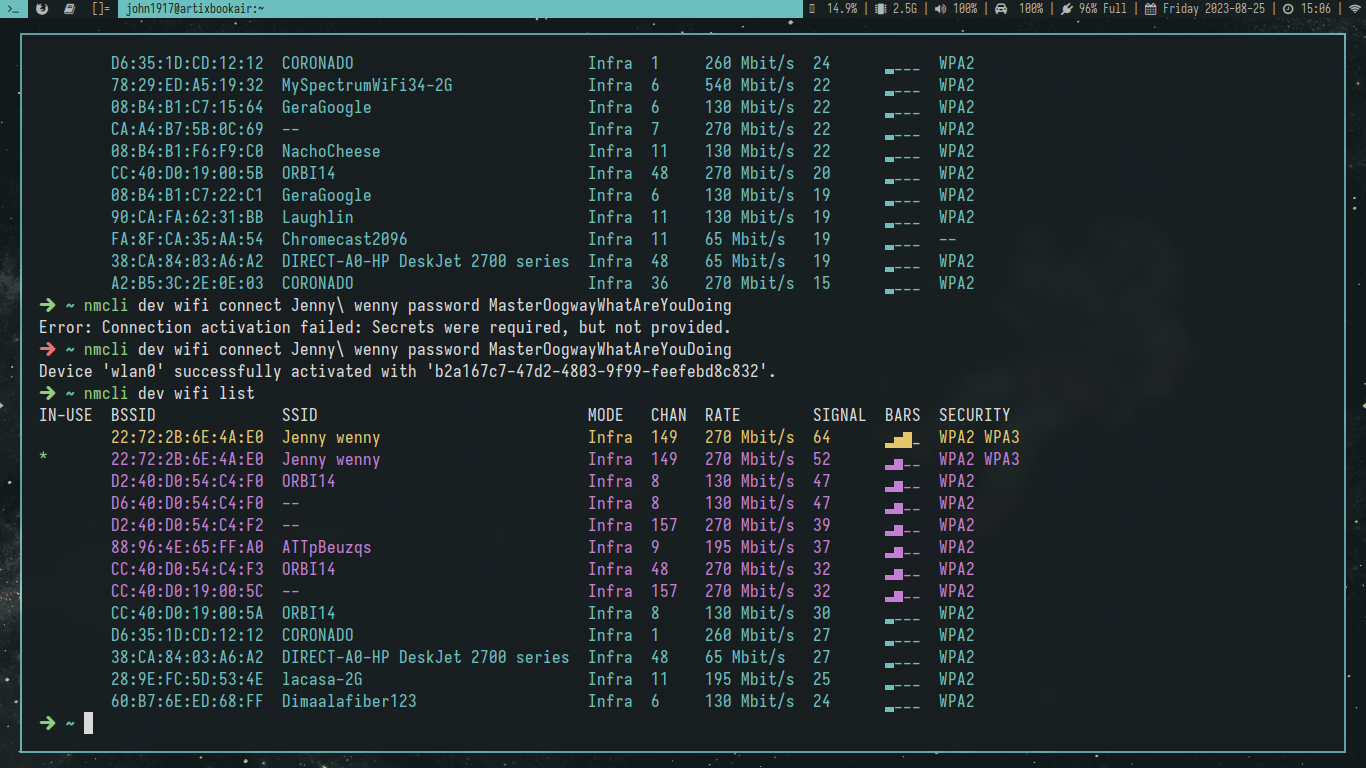 >_ []= john1917@artixbookair:~ 14.9% | 2.5G | 100% | 100% | 96% Full | Friday 2023-08-25 | 15:06 |
D6:35:1D:CD:12:12 CORONADO Infra 1 260 Mbit/s 24 ▂___ WPA2
78:29:ED:A5:19:32 MySpectrumWiFi34-2G Infra 6 540 Mbit/s 22 ▂___ WPA2
08:B4:B1:C7:15:64 GeraGoogle Infra 6 130 Mbit/s 22 ▂___ WPA2
CA:A4:B7:5B:0C:69 -- Infra 7 270 Mbit/s 22 ▂___ WPA2
08:B4:B1:F6:F9:C0 NachoCheese Infra 11 130 Mbit/s 22 ▂___ WPA2
CC:40:D0:19:00:5B ORBI14 Infra 48 270 Mbit/s 20 ▂___ WPA2
08:B4:B1:C7:22:C1 GeraGoogle Infra 6 130 Mbit/s 19 ▂___ WPA2
90:CA:FA:62:31:BB Laughlin Infra 11 130 Mbit/s 19 ▂___ WPA2
FA:8F:CA:35:AA:54 Chromecast2096 Infra 11 65 Mbit/s 19 ▂___ --
38:CA:84:03:A6:A2 DIRECT-A0-HP DeskJet 2700 series Infra 48 65 Mbit/s 19 ▂___ WPA2
A2:B5:3C:2E:0E:03 CORONADO Infra 36 270 Mbit/s 15 ▂___ WPA2
➜ ~ nmcli dev wifi connect Jenny\ wenny password MasterOogwayWhatAreYouDoing
Error: Connection activation failed: Secrets were required, but not provided.
➜ ~ nmcli dev wifi connect Jenny\ wenny password MasterOogwayWhatAreYouDoing
Device 'wlan0' successfully activated with 'b2a167c7-47d2-4803-9f99-feefebd8c832'.
➜ ~ nmcli dev wifi list
IN-USE BSSID SSID MODE CHAN RATE SIGNAL BARS SECURITY
22:72:2B:6E:4A:E0 Jenny wenny Infra 149 270 Mbit/s 64 ▂▄▆_ WPA2 WPA3
* 22:72:2B:6E:4A:E0 Jenny wenny Infra 149 270 Mbit/s 52 ▂▄__ WPA2 WPA3
D2:40:D0:54:C4:F0 ORBI14 Infra 8 130 Mbit/s 47 ▂▄__ WPA2
D6:40:D0:54:C4:F0 -- Infra 8 130 Mbit/s 47 ▂▄__ WPA2
D2:40:D0:54:C4:F2 -- Infra 157 270 Mbit/s 39 ▂▄__ WPA2
88:96:4E:65:FF:A0 ATTpBeuzqs Infra 9 195 Mbit/s 37 ▂▄__ WPA2
CC:40:D0:54:C4:F3 ORBI14 Infra 48 270 Mbit/s 32 ▂▄__ WPA2
CC:40:D0:19:00:5C -- Infra 157 270 Mbit/s 32 ▂▄__ WPA2
CC:40:D0:19:00:5A ORBI14 Infra 8 130 Mbit/s 30 ▂___ WPA2
D6:35:1D:CD:12:12 CORONADO Infra 1 260 Mbit/s 27 ▂___ WPA2
38:CA:84:03:A6:A2 DIRECT-A0-HP DeskJet 2700 series Infra 48 65 Mbit/s 27 ▂___ WPA2
28:9E:FC:5D:53:4E lacasa-2G Infra 11 195 Mbit/s 25 ▂___ WPA2
60:B7:6E:ED:68:FF Dimaalafiber123 Infra 6 130 Mbit/s 24 ▂___ WPA2
➜ ~